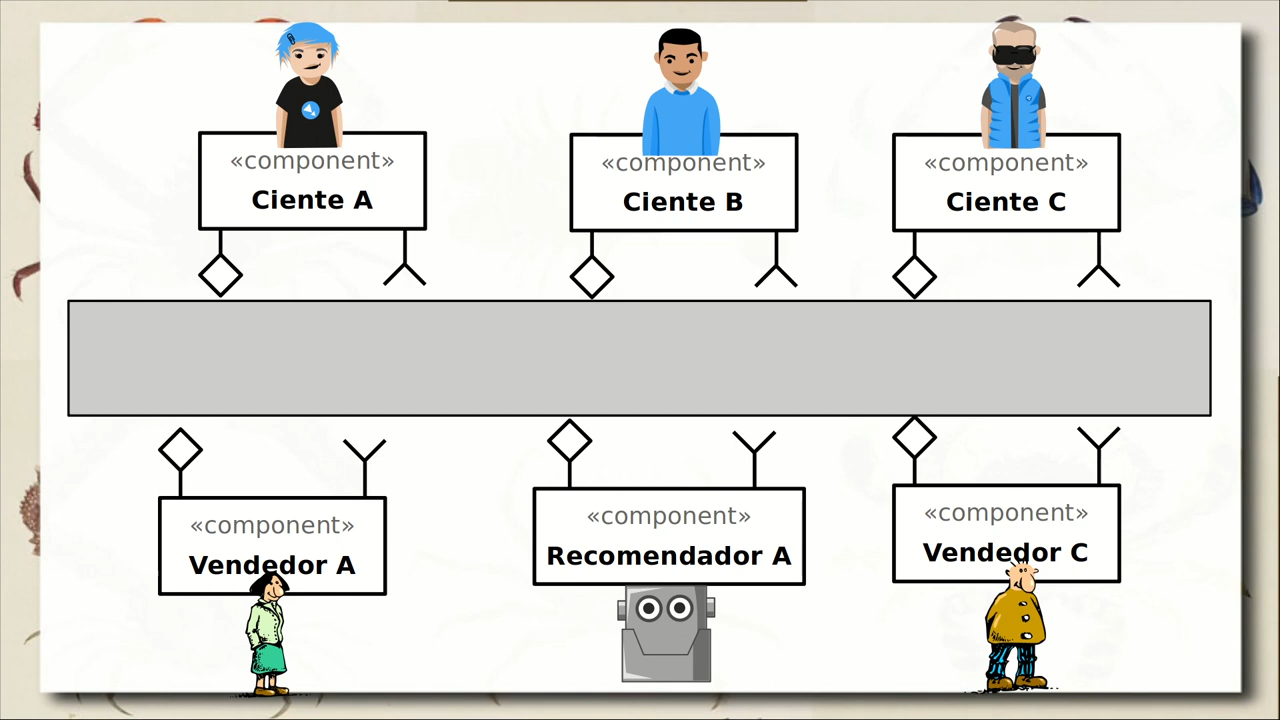 «component»
Ciente A
«component»
Ciente B
«component»
Ciente C
«component»
Vendedor A
«component»
Recomendador A
«component»
Vendedor C